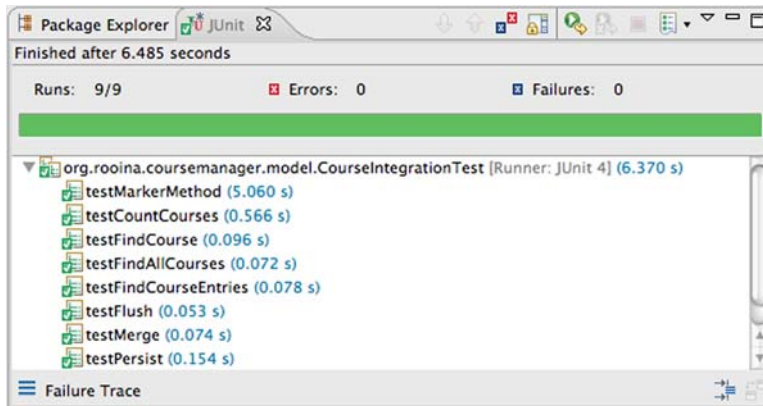 Package Explorer JUnit
Finished after 6.485 seconds
Runs: 9/9 Errors: 0 Failures: 0
org.rooina.coursemanager.model.CourseIntegrationTest [Runner: JUnit 4] (6.370 s)
testMarkerMethod (5.060 s)
testCountCourses (0.566 s)
testFindCourse (0.096 s)
testFindAllCourses (0.072 s)
testFindCourseEntries (0.078 s)
testFlush (0.053 s)
testMerge (0.074 s)
testPersist (0.154 s)
Failure Trace